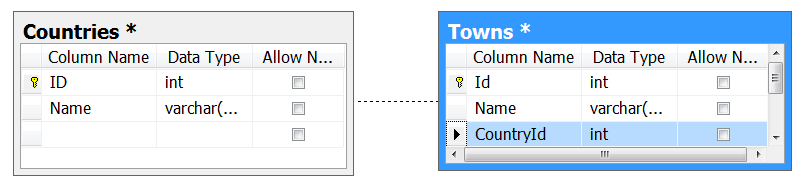 Countries *
Column Name Data Type Allow N...
ID int
Name varchar(...
Towns *
Column Name Data Type Allow N...
Id int
Name varchar(...
CountryId int